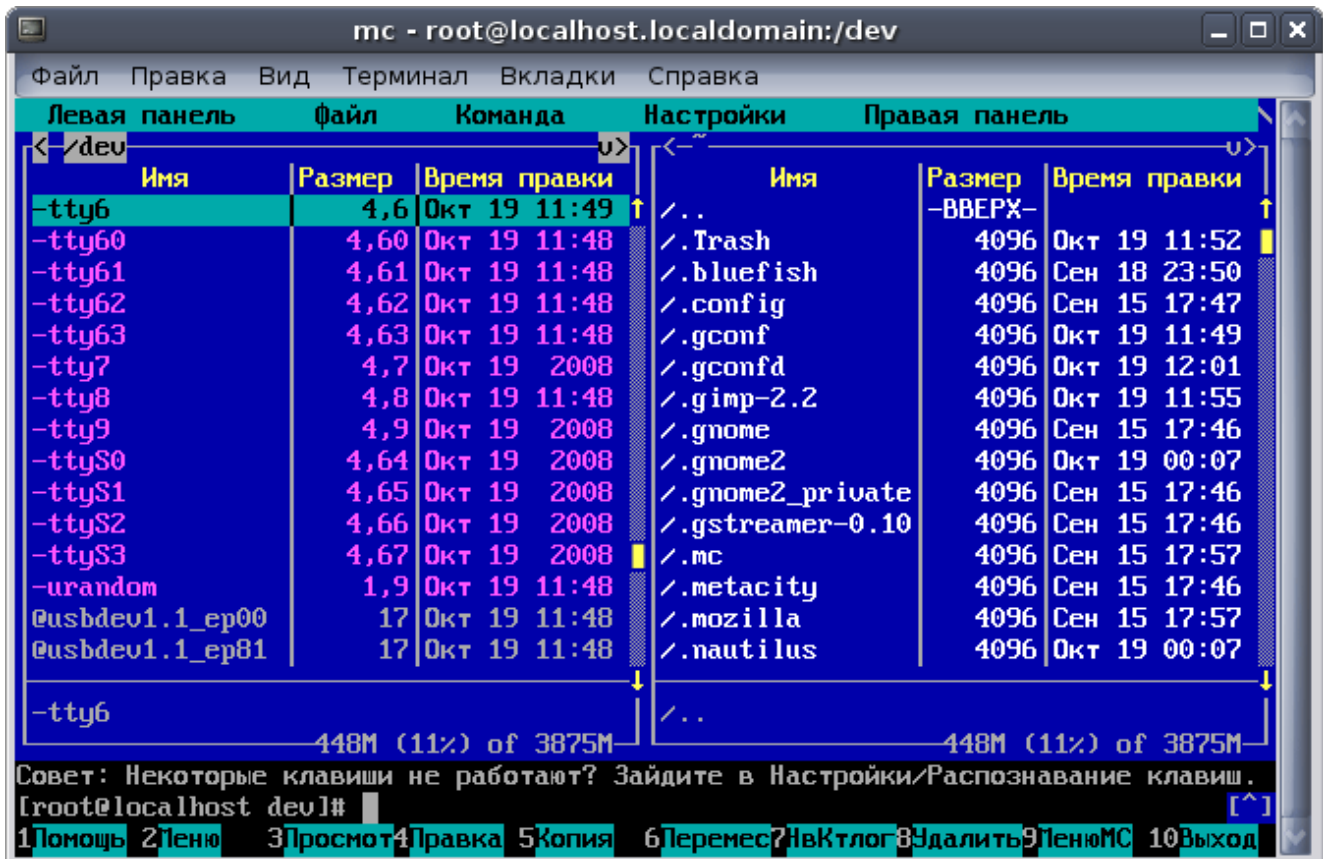 mc - root@localhost.localdomain:/dev
Файл Правка Вид Терминал Вкладки Справка
Левая панель Файл Команда Настройки Правая панель
<-/dev v> <-~ v>
Имя Размер Время правки Имя Размер Время правки
-tty6 4,6 Окт 19 11:49 /.. -ВВЕРХ-
-tty60 4,60 Окт 19 11:48 /.Trash 4096 Окт 19 11:52
-tty61 4,61 Окт 19 11:48 /.bluefish 4096 Сен 18 23:50
-tty62 4,62 Окт 19 11:48 /.config 4096 Сен 15 17:47
-tty63 4,63 Окт 19 11:48 /.gconf 4096 Окт 19 11:49
-tty7 4,7 Окт 19 2008 /.gconfd 4096 Окт 19 12:01
-tty8 4,8 Окт 19 11:48 /.gimp-2.2 4096 Окт 19 11:55
-tty9 4,9 Окт 19 2008 /.gnome 4096 Сен 15 17:46
-ttyS0 4,64 Окт 19 2008 /.gnome2 4096 Окт 19 00:07
-ttyS1 4,65 Окт 19 2008 /.gnome2_private 4096 Сен 15 17:46
-ttyS2 4,66 Окт 19 2008 /.gstreamer-0.10 4096 Сен 15 17:46
-ttyS3 4,67 Окт 19 2008 /.mc 4096 Сен 15 17:57
-urandom 1,9 Окт 19 11:48 /.metacity 4096 Сен 15 17:46
@usbdev1.1_ep00 17 Окт 19 11:48 /.mozilla 4096 Сен 15 17:57
@usbdev1.1_ep81 17 Окт 19 11:48 /.nautilus 4096 Окт 19 00:07
-tty6 /..
448M (11%) of 3875M 448M (11%) of 3875M
Совет: Некоторые клавиши не работают? Зайдите в Настройки/Распознавание клавиш.
[root@localhost dev]# [^]
1Помощь 2Меню 3Просмот4Правка 5Копия 6Перемес7НвКтлог8Удалить9МенюМС 10Выход